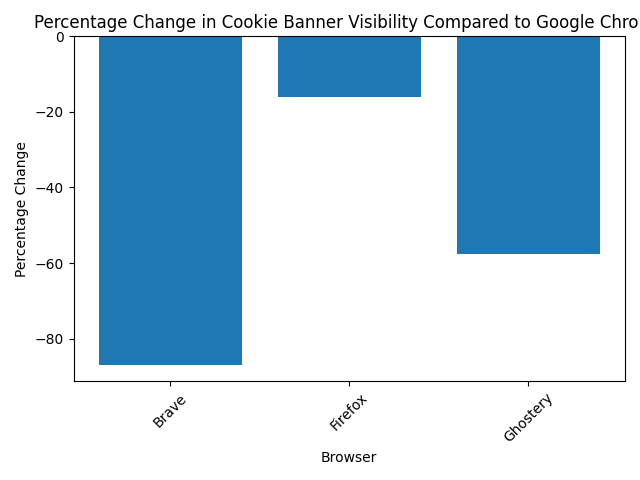 Percentage Change in Cookie Banner Visibility Compared to Google Chro
0
−20
−40
−60
−80
Percentage Change
Brave
Firefox
Ghostery
Browser